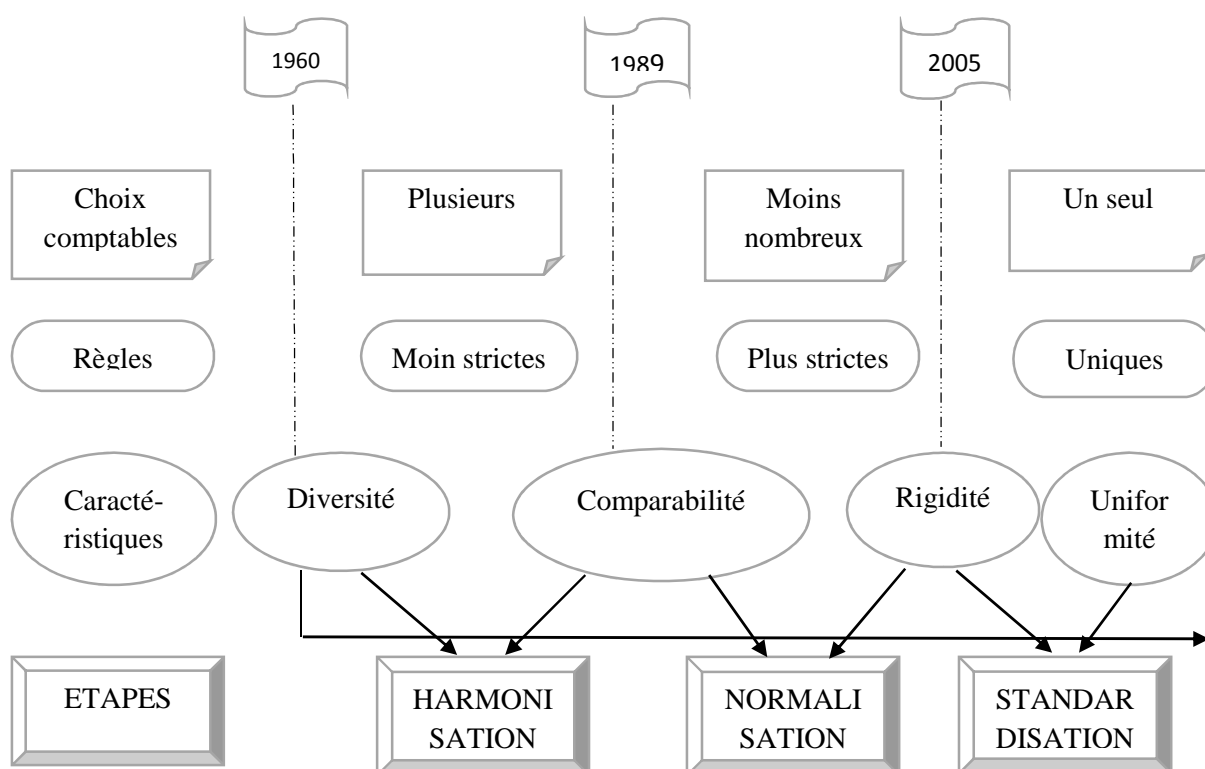 1960
1989
2005
Choix
comptables
Plusieurs
Moins
nombreux
Un seul
Règles
Moin strictes
Plus strictes
Uniques
Caracté-
ristiques
Diversité
Comparabilité
Rigidité
Unifor
mité
ETAPES
HARMONI
SATION
NORMALI
SATION
STANDAR
DISATION